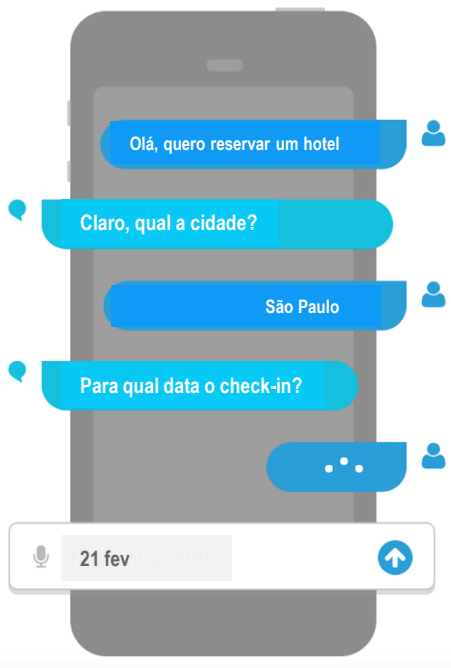 Olá, quero reservar um hotel
Claro, qual a cidade?
São Paulo
Para qual data o check-in?
21 fev